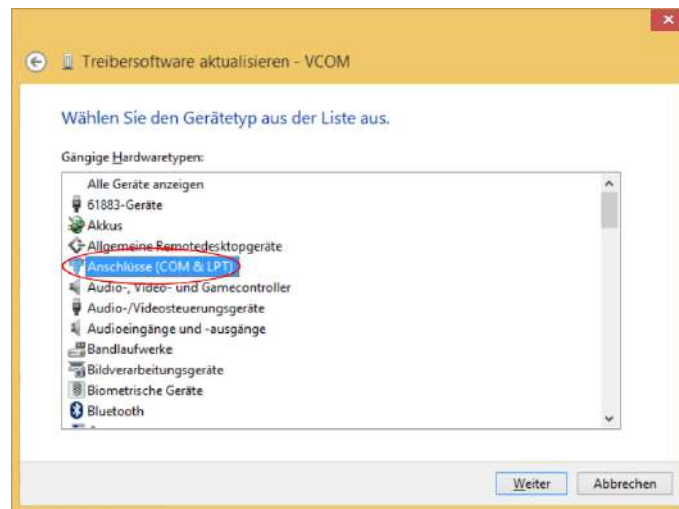 Treibersoftware aktualisieren - VCOM
Wählen Sie den Gerätetyp aus der Liste aus.
Gängige Hardwaretypen:
Alle Geräte anzeigen
61883-Geräte
Akkus
Allgemeine Remotedesktopgeräte
Anschlüsse (COM & LPT)
Audio-, Video- und Gamecontroller
Audio-/Videosteuerungsgeräte
Audioeingänge und -ausgänge
Bandlaufwerke
Bildverarbeitungsgeräte
Biometrische Geräte
Bluetooth
Weiter Abbrechen